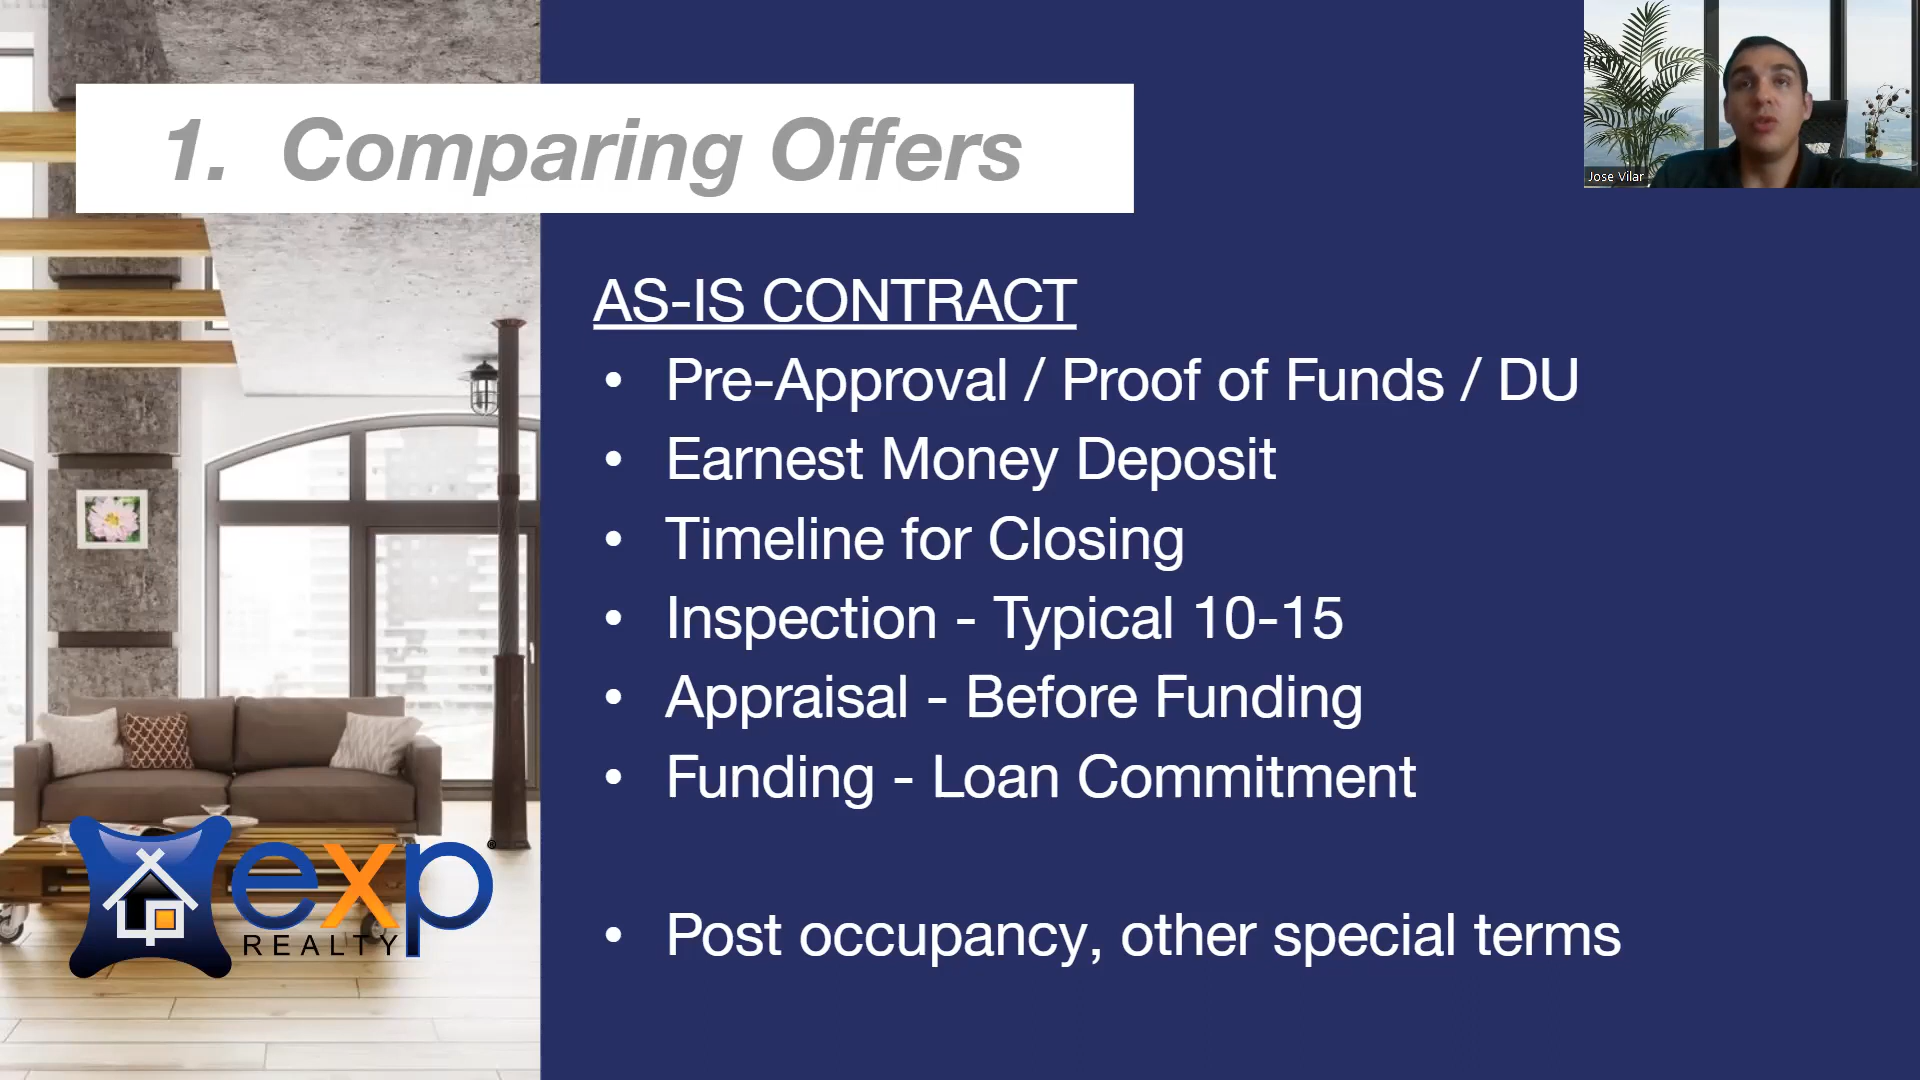 1. Comparing Offers
Jose Vilar
AS-IS CONTRACT
• Pre-Approval / Proof of Funds / DU
• Earnest Money Deposit
• Timeline for Closing
• Inspection - Typical 10-15
• Appraisal - Before Funding
• Funding - Loan Commitment
• Post occupancy, other special terms
exp®
REALTY